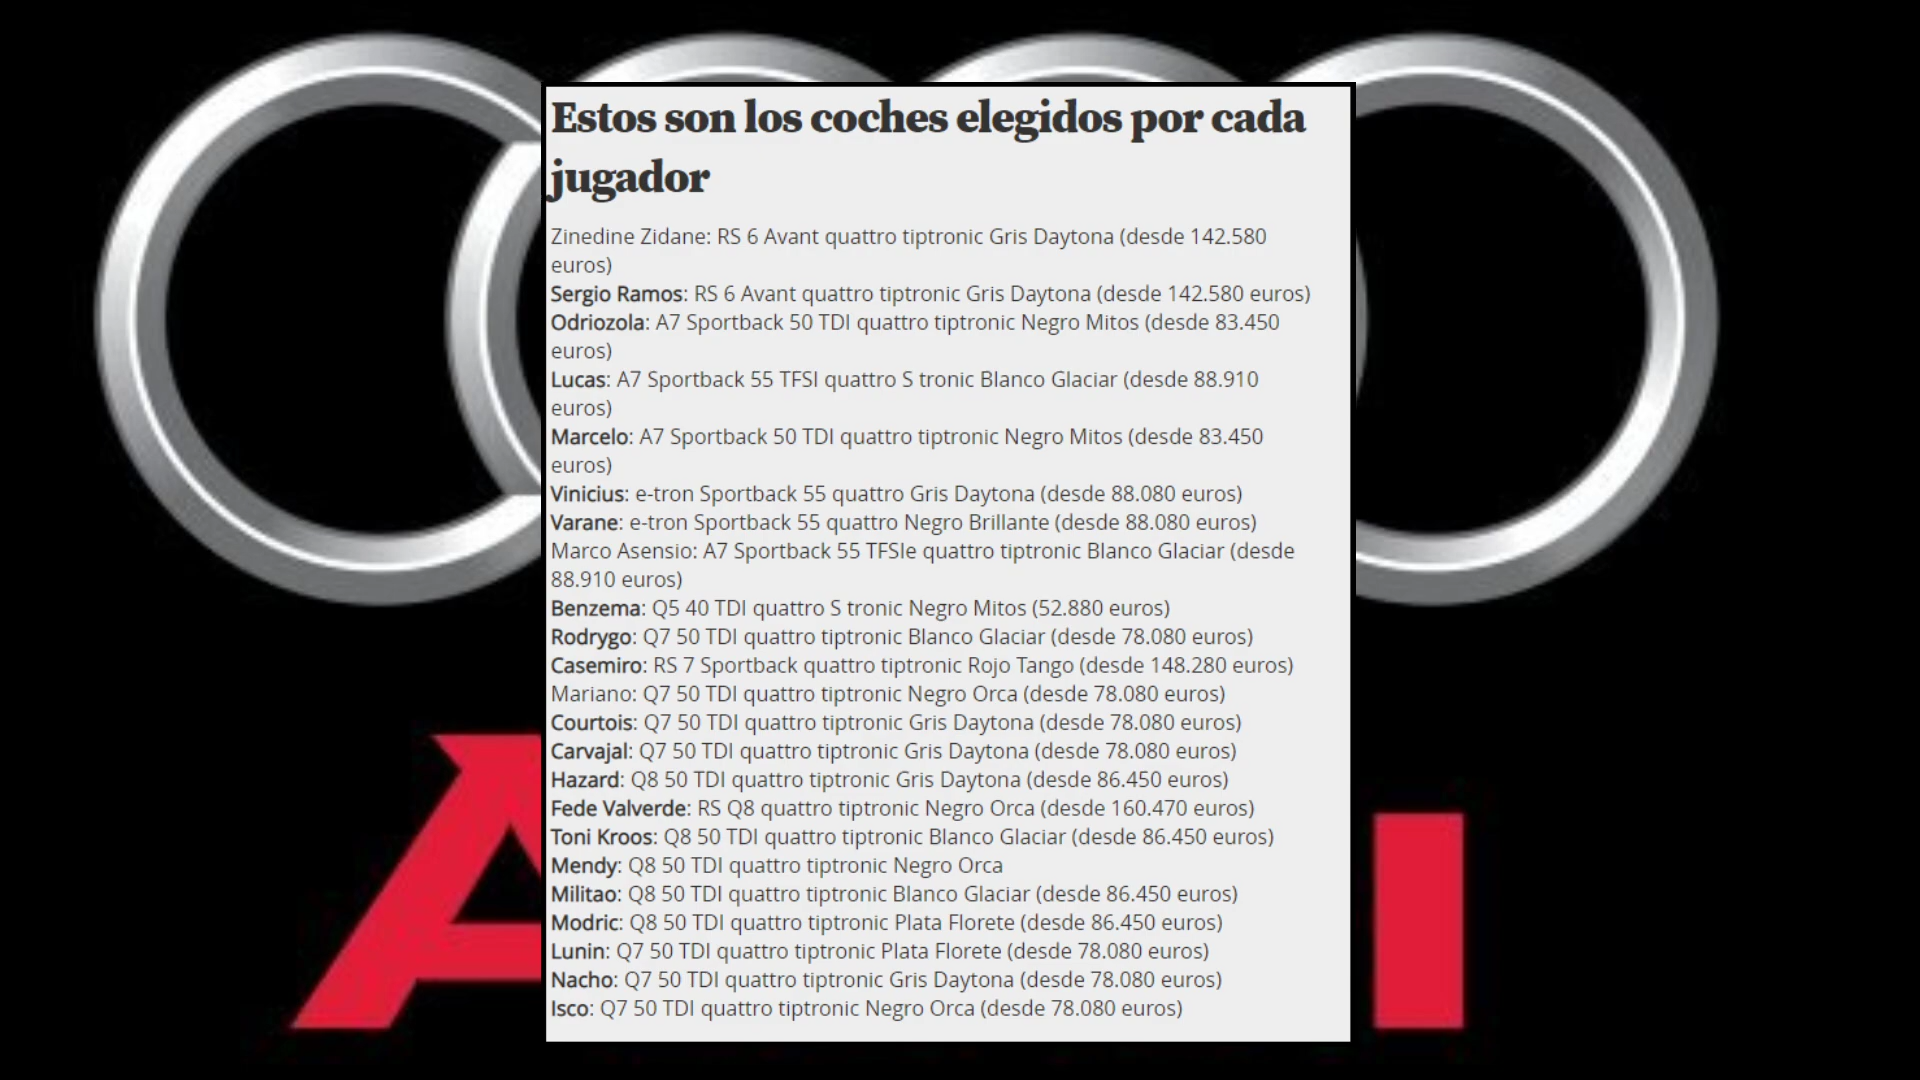 Estos son los coches elegidos por cada
jugador
Zinedine Zidane: RS 6 Avant quattro tiptronic Gris Daytona (desde 142.580
euros)
Sergio Ramos: RS 6 Avant quattro tiptronic Gris Daytona (desde 142.580 euros)
Odriozola: A7 Sportback 50 TDI quattro tiptronic Negro Mitos (desde 83.450
euros)
Lucas: A7 Sportback 55 TFSI quattro S tronic Blanco Glaciar (desde 88.910
euros)
Marcelo: A7 Sportback 50 TDI quattro tiptronic Negro Mitos (desde 83.450
euros)
Vinicius: e-tron Sportback 55 quattro Gris Daytona (desde 88.080 euros)
Varane: e-tron Sportback 55 quattro Negro Brillante (desde 88.080 euros)
Marco Asensio: A7 Sportback 55 TFSIe quattro tiptronic Blanco Glaciar (desde
88.910 euros)
Benzema: Q5 40 TDI quattro S tronic Negro Mitos (52.880 euros)
Rodrygo: Q7 50 TDI quattro tiptronic Blanco Glaciar (desde 78.080 euros)
Casemiro: RS 7 Sportback quattro tiptronic Rojo Tango (desde 148.280 euros)
Mariano: Q7 50 TDI quattro tiptronic Negro Orca (desde 78.080 euros)
Courtois: Q7 50 TDI quattro tiptronic Gris Daytona (desde 78.080 euros)
Carvajal: Q7 50 TDI quattro tiptronic Gris Daytona (desde 78.080 euros)
Hazard: Q8 50 TDI quattro tiptronic Gris Daytona (desde 86.450 euros)
Fede Valverde: RS Q8 quattro tiptronic Negro Orca (desde 160.470 euros)
Toni Kroos: Q8 50 TDI quattro tiptronic Blanco Glaciar (desde 86.450 euros)
Mendy: Q8 50 TDI quattro tiptronic Negro Orca
Militao: Q8 50 TDI quattro tiptronic Blanco Glaciar (desde 86.450 euros)
Modric: Q8 50 TDI quattro tiptronic Plata Florete (desde 86.450 euros)
Lunin: Q7 50 TDI quattro tiptronic Plata Florete (desde 78.080 euros)
Nacho: Q7 50 TDI quattro tiptronic Gris Daytona (desde 78.080 euros)
Isco: Q7 50 TDI quattro tiptronic Negro Orca (desde 78.080 euros)
A I